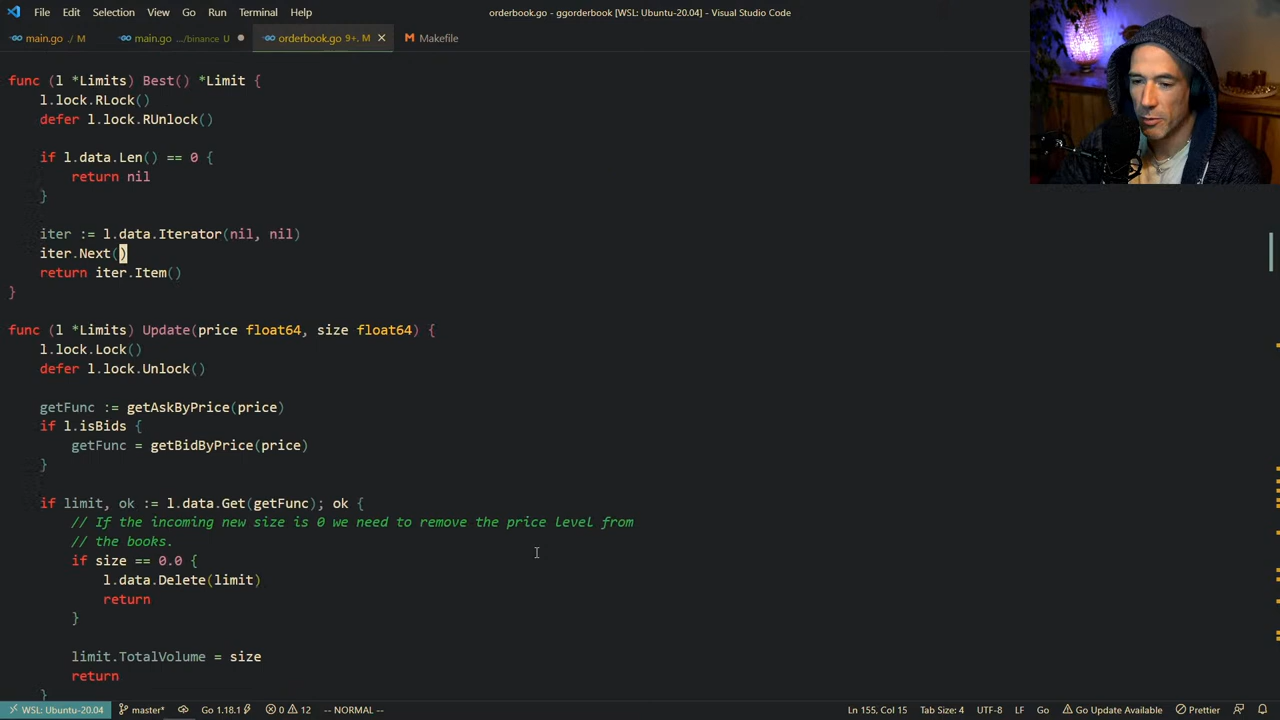 File Edit Selection View Go Run Terminal Help orderbook.go - ggorderbook [WSL: Ubuntu-20.04] - Visual Studio Code
main.go ./ M main.go .../binance U orderbook.go 9+, M Makefile
func (l *Limits) Best() *Limit {
l.lock.RLock()
defer l.lock.RUnlock()
if l.data.Len() == 0 {
return nil
}
iter := l.data.Iterator(nil, nil)
iter.Next()
return iter.Item()
}
func (l *Limits) Update(price float64, size float64) {
l.lock.Lock()
defer l.lock.Unlock()
getFunc := getAskByPrice(price)
if l.isBids {
getFunc = getBidByPrice(price)
}
if limit, ok := l.data.Get(getFunc); ok {
// If the incoming new size is 0 we need to remove the price level from
// the books.
if size == 0.0 {
l.data.Delete(limit)
return
}
limit.TotalVolume = size
return
}
WSL: Ubuntu-20.04 master* Go 1.18.1 0 12 -- NORMAL -- Ln 155, Col 15 Tab Size: 4 UTF-8 LF Go Go Update Available Prettier